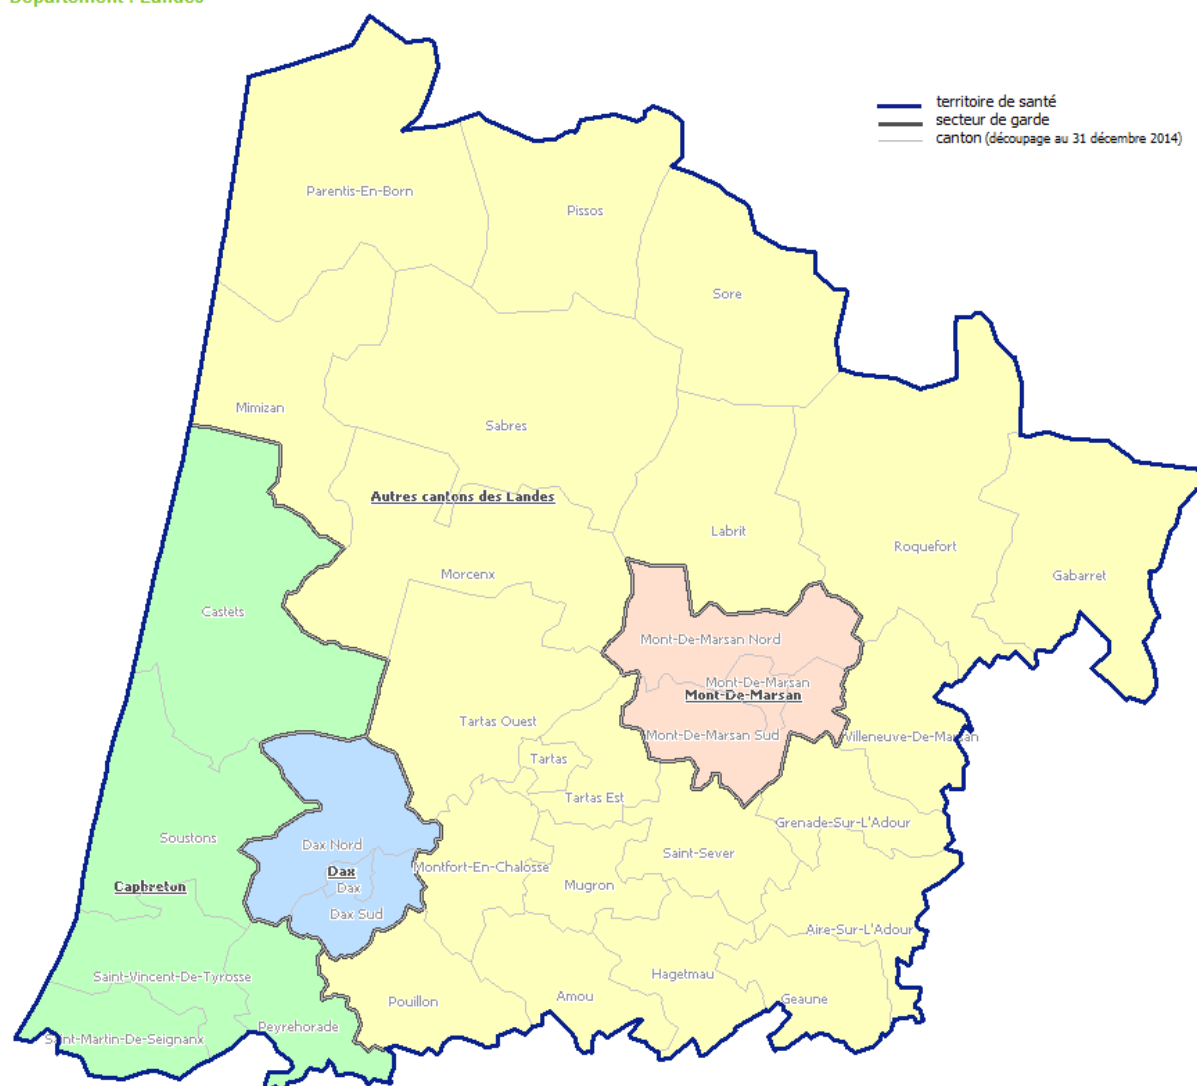 Département : Landes
territoire de santé
secteur de garde
canton (découpage au 31 décembre 2014)
Parentis-En-Born
Pissos
Sore
Mimizan
Sabres
Autres cantons des Landes
Labrit
Roquefort
Gabarret
Morcenx
Castets
Mont-De-Marsan Nord
Mont-De-Marsan
Mont-De-Marsan
Tartas Ouest
Mont-De-Marsan Sud
Villeneuve-De-Marsan
Tartas
Tartas Est
Grenade-Sur-L'Adour
Soustons
Dax Nord
Saint-Sever
Montfort-En-Chalosse
Dax
Capbreton
Dax
Mugron
Dax Sud
Aire-Sur-L'Adour
Saint-Vincent-De-Tyrosse
Hagetmau
Amou
Geaune
Pouillon
Peyrehorade
Saint-Martin-De-Seignanx